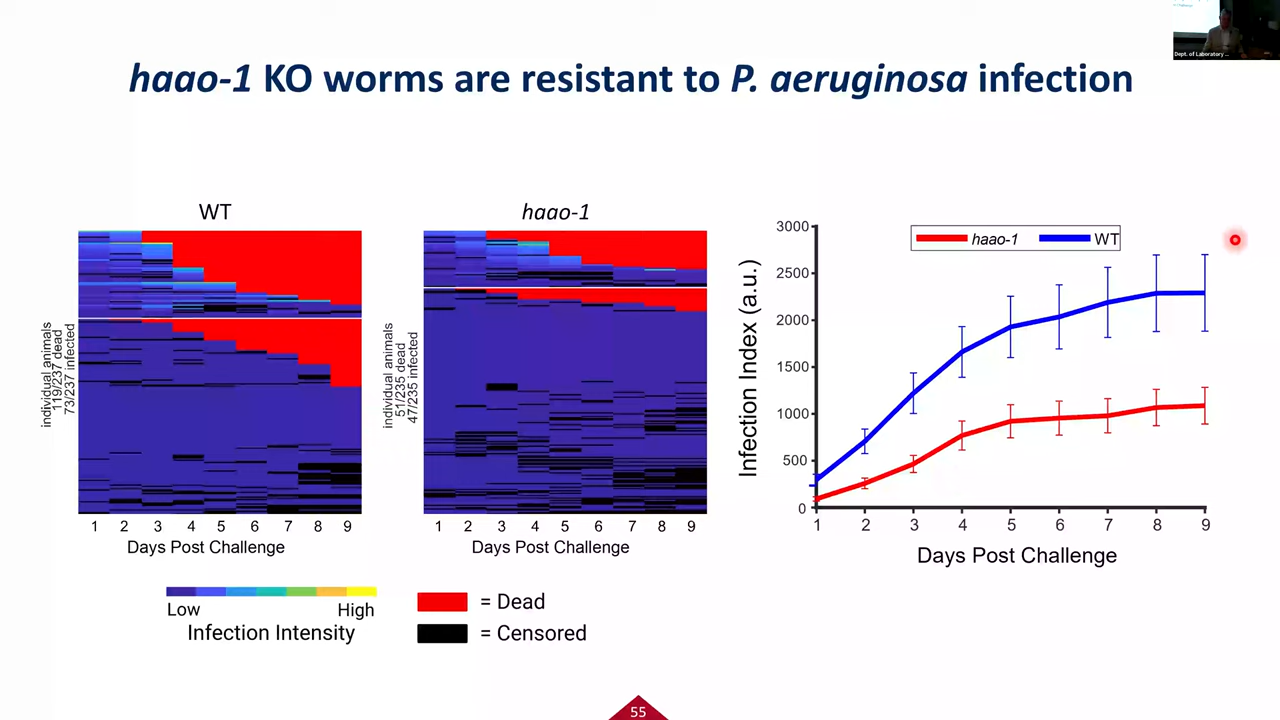 Dept. of Laboratory ...
haao-1 KO worms are resistant to P. aeruginosa infection
WT
individual animals
119/237 dead
73/237 infected
1 2 3 4 5 6 7 8 9
Days Post Challenge
haao-1
individual animals
51/235 dead
47/235 infected
1 2 3 4 5 6 7 8 9
Days Post Challenge
haao-1 WT
Infection Index (a.u.)
3000
2500
2000
1500
1000
500
0
1 2 3 4 5 6 7 8 9
Days Post Challenge
Low High
Infection Intensity
= Dead
= Censored
55